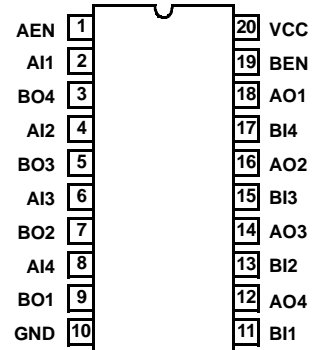 AEN 1 20 VCC
AI1 2 19 BEN
BO4 3 18 AO1
AI2 4 17 BI4
BO3 5 16 AO2
AI3 6 15 BI3
BO2 7 14 AO3
AI4 8 13 BI2
BO1 9 12 AO4
GND 10 11 BI1